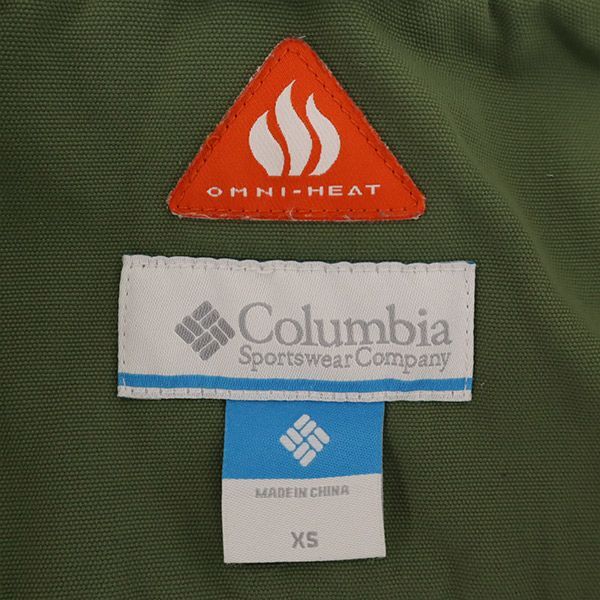 OMNI-HEAT
Columbia
Sportswear Company
MADE IN CHINA
XS